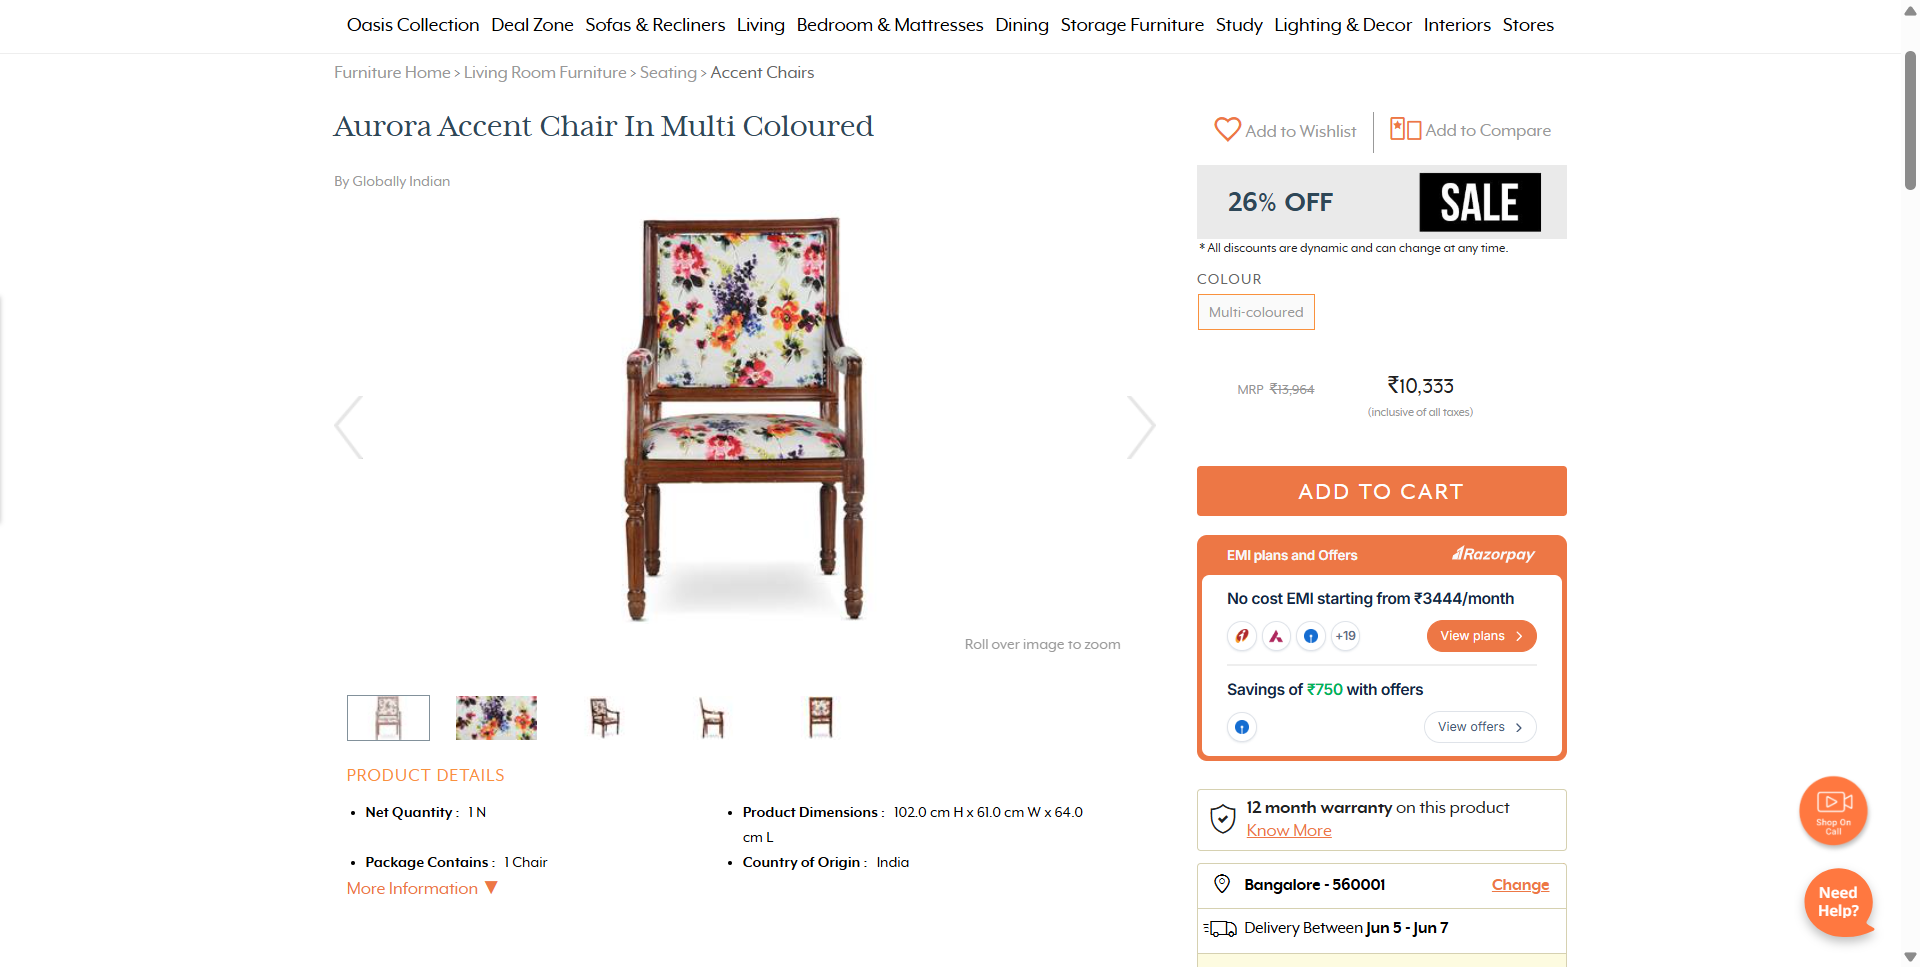 Oasis Collection Deal Zone Sofas & Recliners Living Bedroom & Mattresses Dining Storage Furniture Study Lighting & Decor Interiors Stores
Furniture Home > Living Room Furniture > Seating > Accent Chairs
Aurora Accent Chair In Multi Coloured
By Globally Indian
Roll over image to zoom
PRODUCT DETAILS
• Net Quantity : 1 N
• Product Dimensions : 102.0 cm H x 61.0 cm W x 64.0
cm L
• Package Contains : 1 Chair
• Country of Origin : India
More Information ▼
Add to Wishlist
Add to Compare
26% OFF
SALE
* All discounts are dynamic and can change at any time.
COLOUR
Multi-coloured
MRP ₹13,964
₹10,333
(inclusive of all taxes)
ADD TO CART
EMI plans and Offers
Razorpay
No cost EMI starting from ₹3444/month
+19
View plans >
Savings of ₹750 with offers
View offers >
12 month warranty on this product
Know More
Bangalore - 560001
Change
Delivery Between Jun 5 - Jun 7
Shop On
Call
Need
Help?